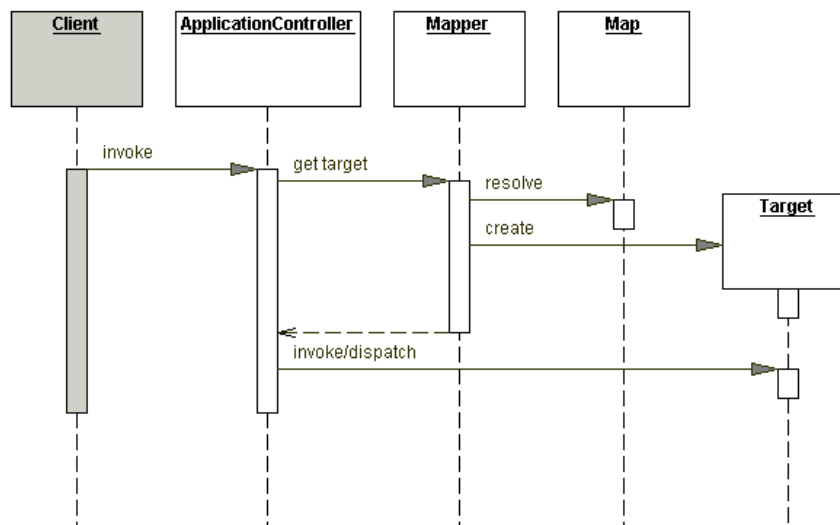 Client
ApplicationController
Mapper
Map
invoke
get target
resolve
Target
create
invoke/dispatch